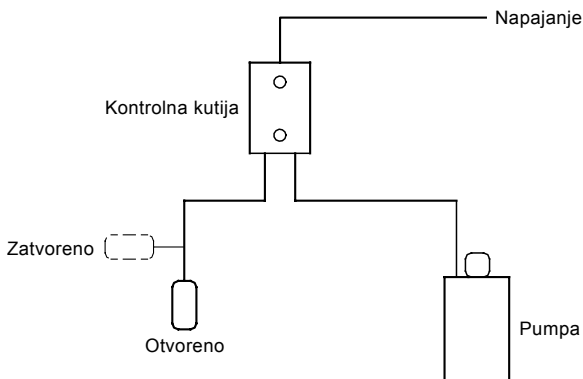 Napajanje
Kontrolna kutija
Zatvoreno
Otvoreno
Pumpa